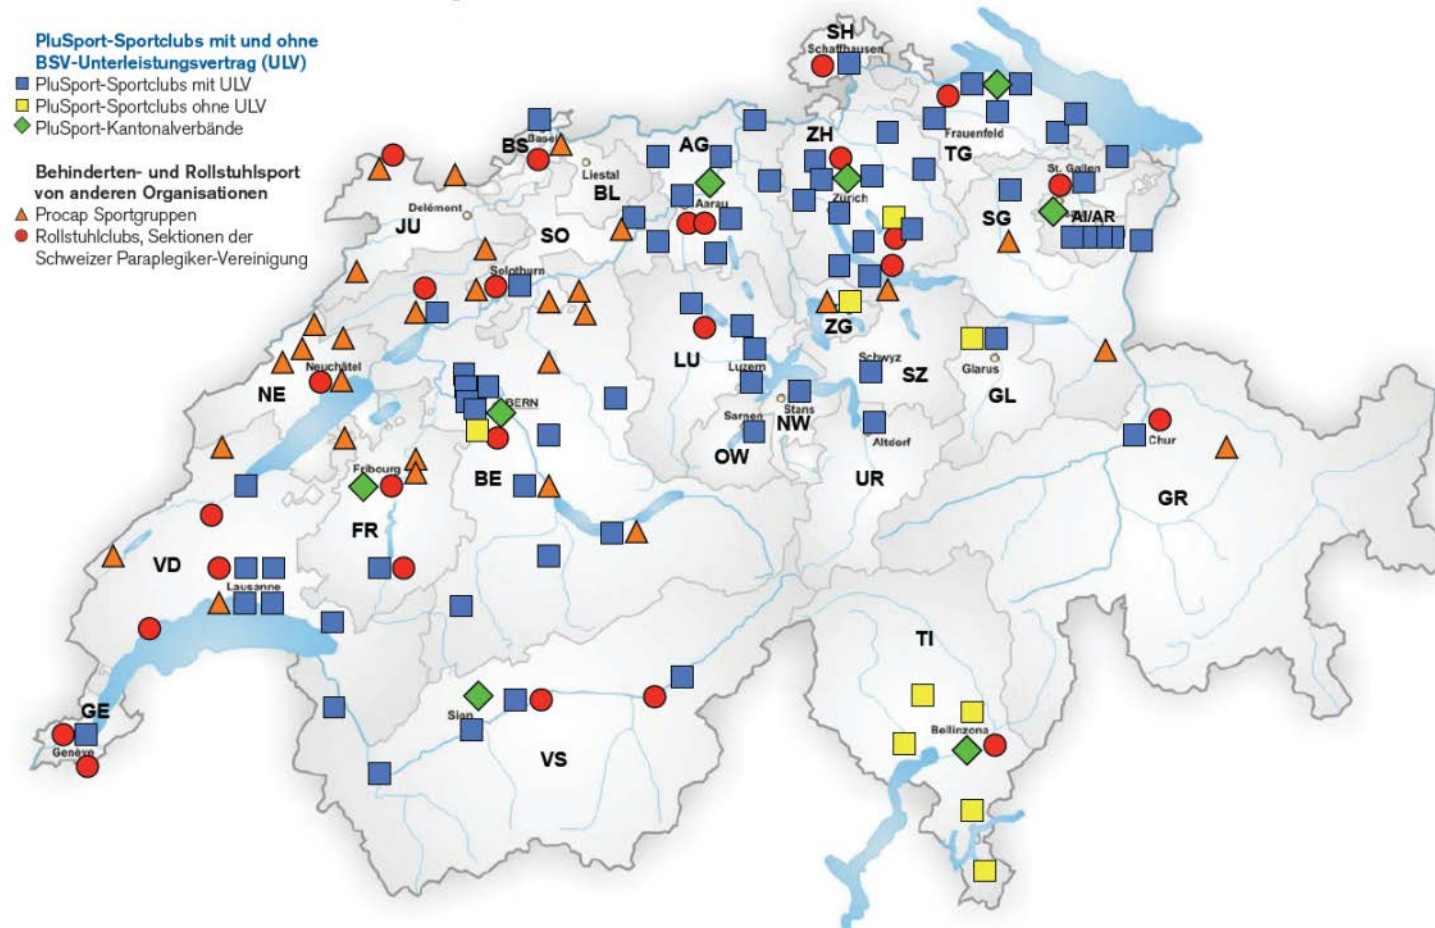 PluSport-Sportclubs mit und ohne
BSV-Unterleistungsvertrag (ULV)
PluSport-Sportclubs mit ULV
PluSport-Sportclubs ohne ULV
PluSport-Kantonalverbände
Behinderten- und Rollstuhlsport
von anderen Organisationen
Procap Sportgruppen
Rollstuhlclubs, Sektionen der
Schweizer Paraplegiker-Vereinigung
SH
Schaffhausen
BS
Basel
AG
ZH
Frauenfeld
TG
Liestal
BL
St. Gallen
Delémont
Aarau
Zürich
JU
SO
SG
AI/AR
Solothurn
ZG
Neuchâtel
NE
LU
Luzern
Schwyz
SZ
Glarus
GL
BERN
Sarnen
Stans
NW
Altdorf
OW
Chur
Fribourg
BE
UR
GR
FR
VD
Lausanne
TI
GE
Genève
Sion
VS
Bellinzona